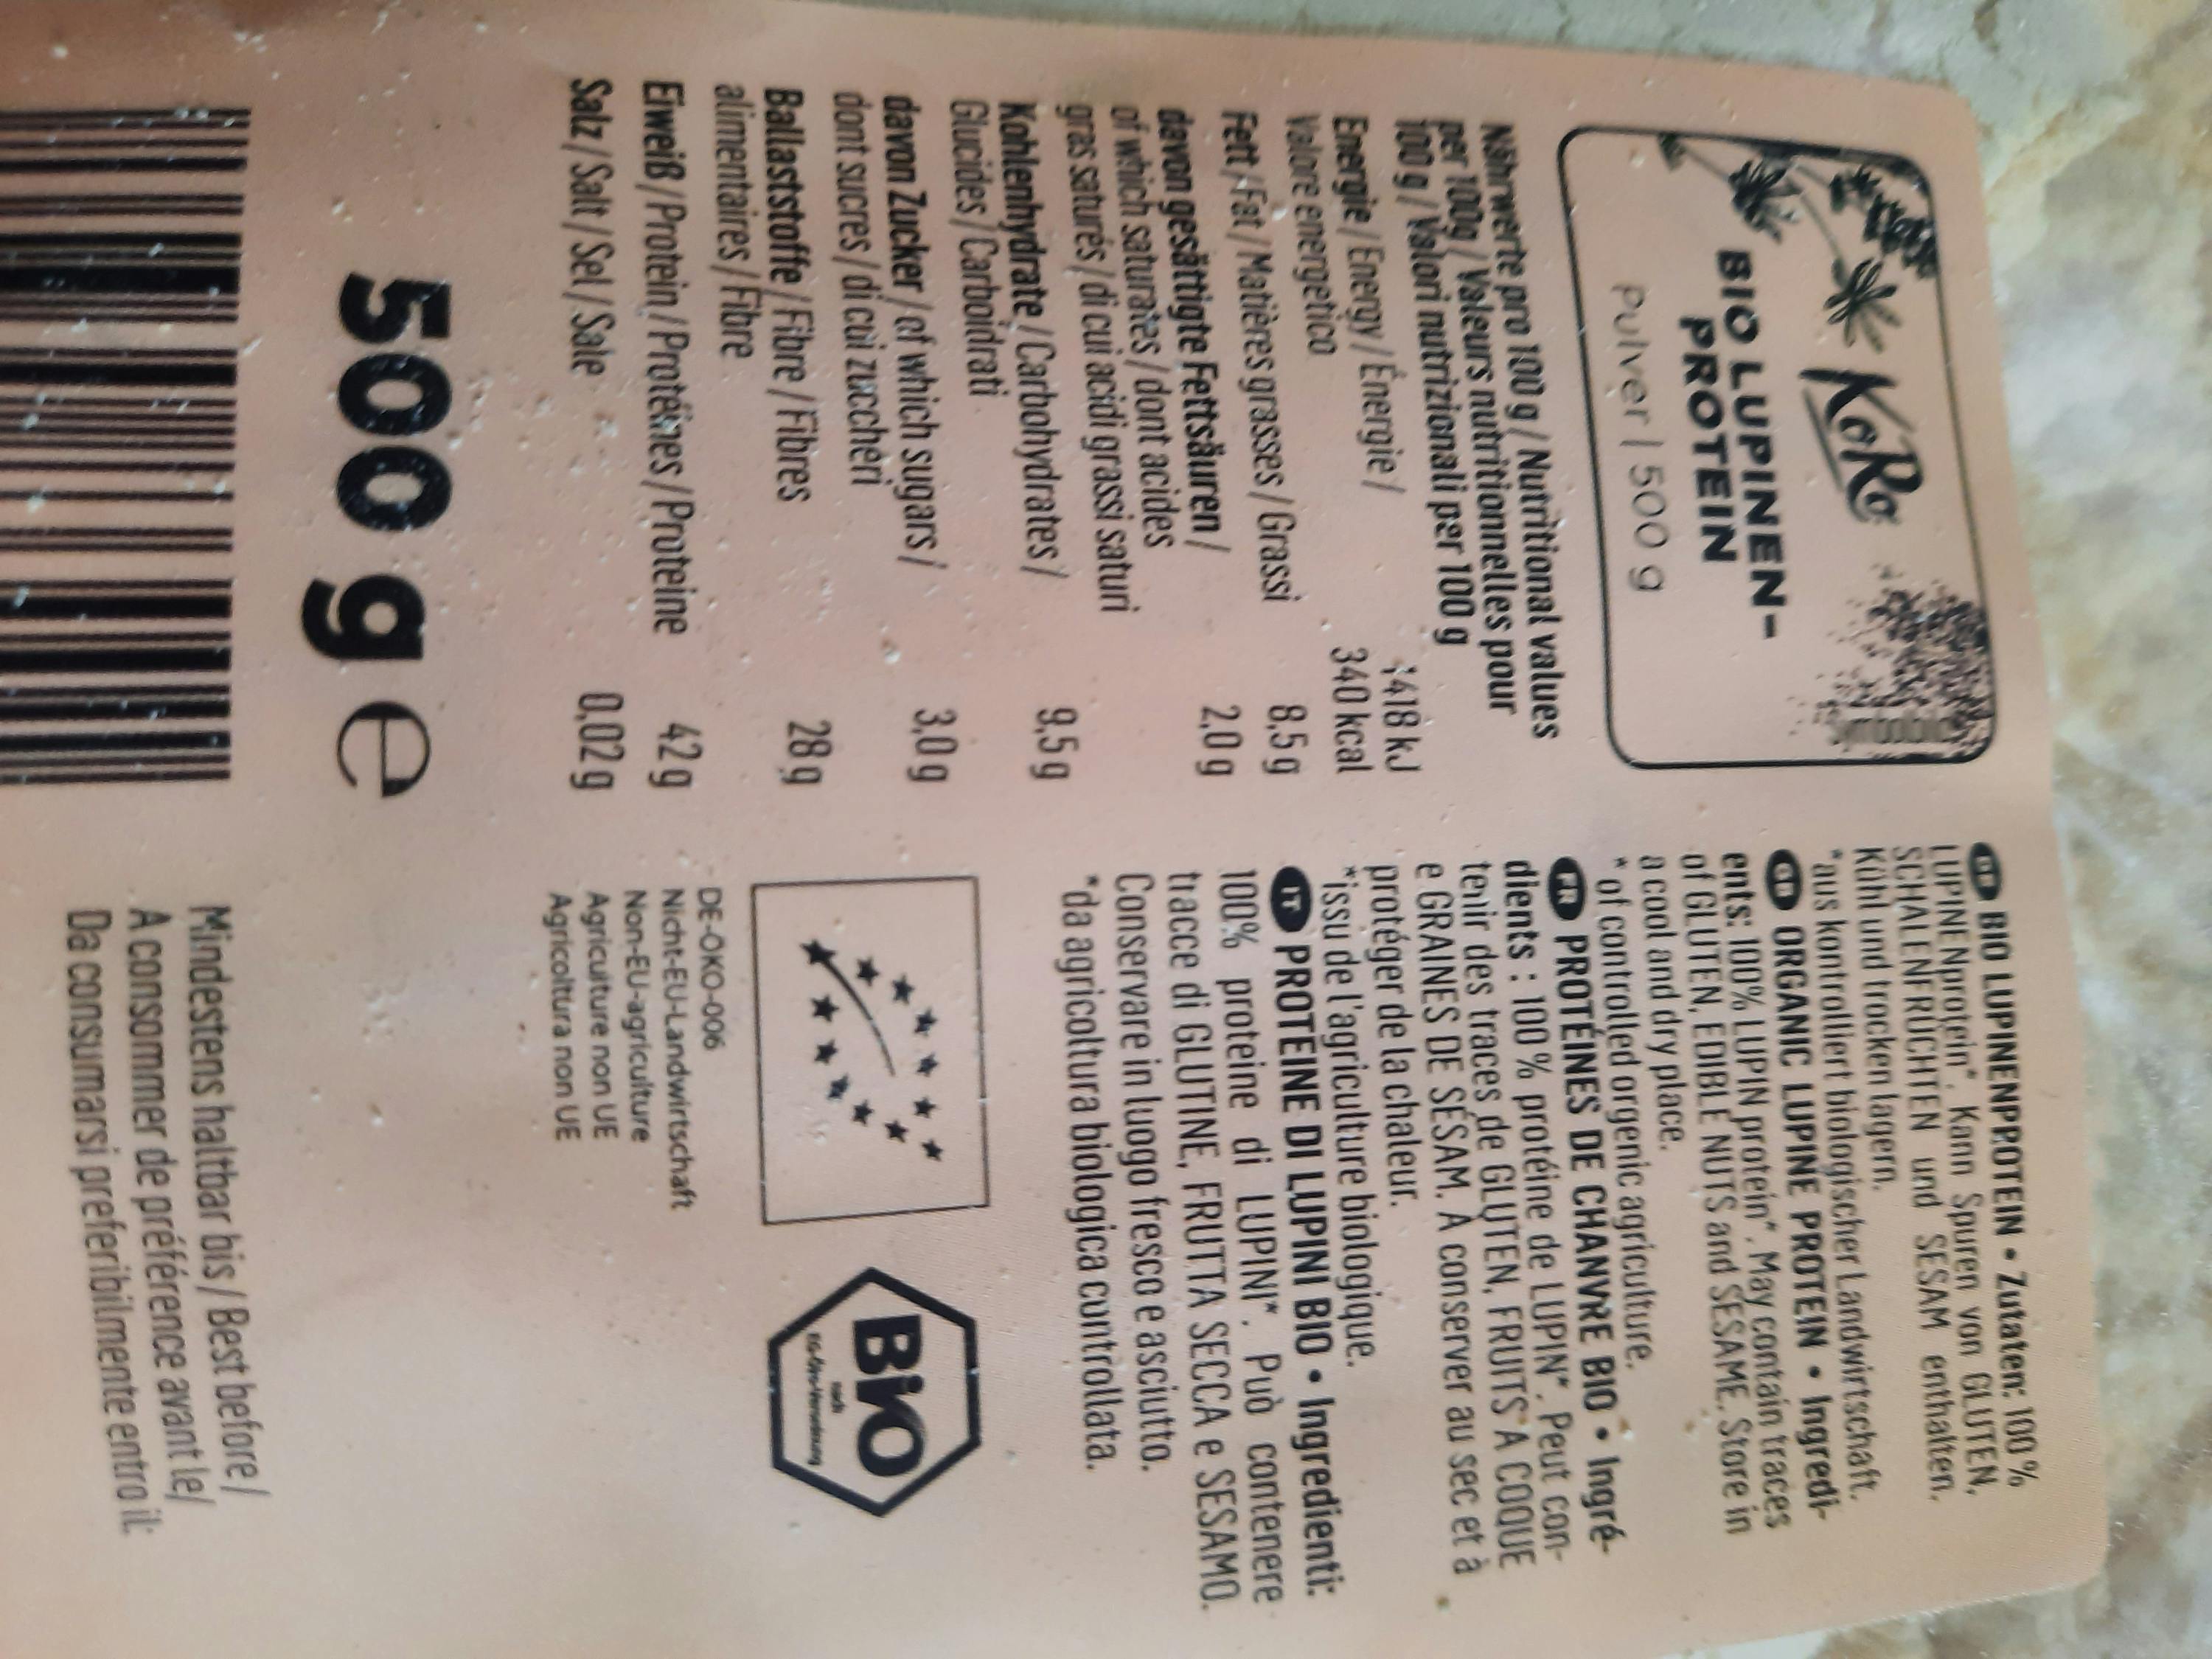 KoRo
BIO LUPINEN-
PROTEIN
Pulver | 500 g
Nährwerte pro 100 g / Nutritional values
per 100g / Valeurs nutritionnelles pour
100 g / Valori nutrizionali per 100 g
Energie / Energy / Énergie / 1418 kJ
Valore energetico 340 kcal
Fett / Fat / Matières grasses / Grassi 8,5 g
davon gesättigte Fettsäuren / 2,0 g
of which saturates / dont acides
gras saturés / di cui acidi grassi saturi
Kohlenhydrate / Carbohydrates / 9,5 g
Glucides / Carboidrati
davon Zucker / of which sugars / 3,0 g
dont sucres / di cui zuccheri
Ballaststoffe / Fibre / Fibres 28 g
alimentaires / Fibre
Eiweiß / Protein / Protéines / Proteine 42 g
Salz / Salt / Sel / Sale 0,02 g
500 g e
BIO LUPINENPROTEIN • Zutaten: 100 %
LUPINENprotein*. Kann Spuren von GLUTEN,
SCHALENFRÜCHTEN und SESAM enthalten.
Kühl und trocken lagern.
*aus kontrolliert biologischer Landwirtschaft.
GB ORGANIC LUPINE PROTEIN • Ingredi-
ents: 100% LUPIN protein*. May contain traces
of GLUTEN, EDIBLE NUTS and SESAME. Store in
a cool and dry place.
* of controlled orgenic agriculture.
FR PROTÉINES DE CHANVRE BIO • Ingré-
dients : 100 % protéine de LUPIN*. Peut con-
tenir des traces de GLUTEN, FRUITS À COQUE
e GRAINES DE SÉSAM. À conserver au sec et à
protéger de la chaleur.
*issu de l'agriculture biologique.
IT PROTEINE DI LUPINI BIO • Ingredienti:
100% proteine di LUPINI*. Può contenere
tracce di GLUTINE, FRUTTA SECCA e SESAMO.
Conservare in luogo fresco e asciutto.
*da agricoltura biologica controllata.
DE-ÖKO-006
Nicht-EU-Landwirtschaft
Non-EU-agriculture
Agricuiture non UE
Agricoltura non UE
Bio
nach
EG-Öko-Verordnung
Mindestens haltbar bis / Best before /
À consommer de préférence avant le/
Da consumarsi preferibilmente entro il: